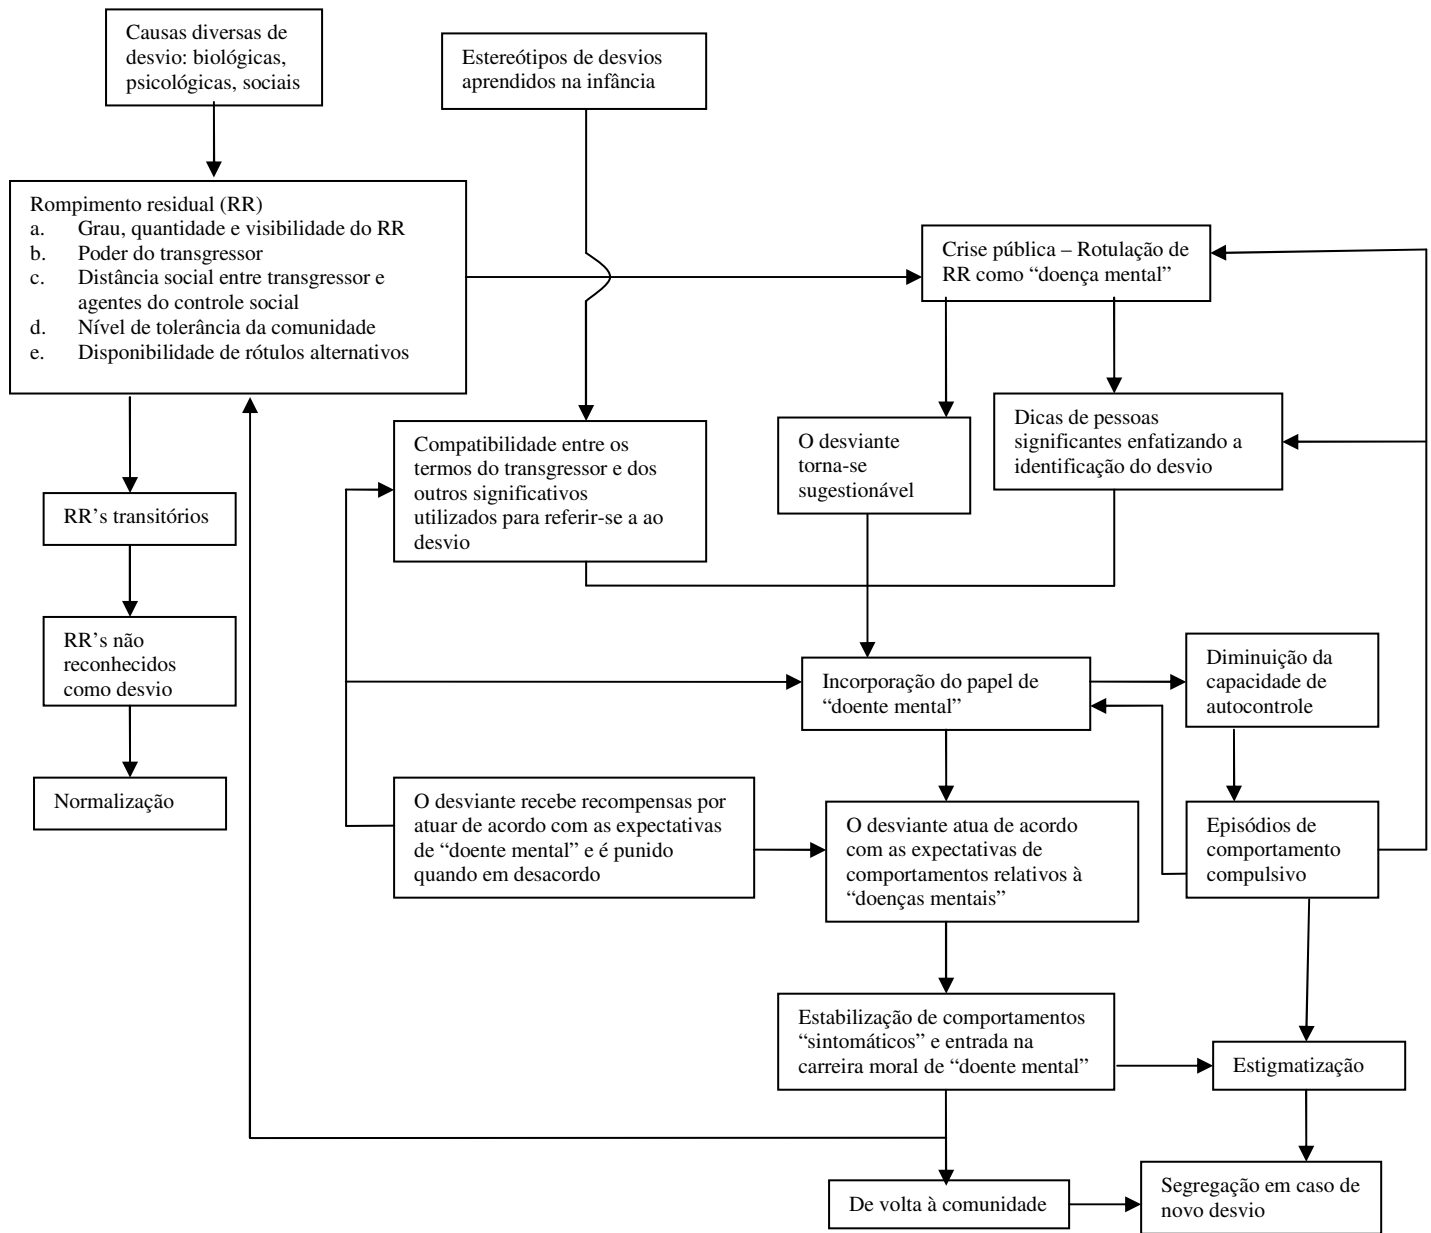 Causas diversas de
desvio: biológicas,
psicológicas, sociais
Estereótipos de desvios
aprendidos na infância
Rompimento residual (RR)
a. Grau, quantidade e visibilidade do RR
b. Poder do transgressor
c. Distância social entre transgressor e
agentes do controle social
d. Nível de tolerância da comunidade
e. Disponibilidade de rótulos alternativos
Crise pública – Rotulação de
RR como “doença mental”
Compatibilidade entre os
termos do transgressor e dos
outros significativos
utilizados para referir-se a ao
desvio
O desviante
torna-se
sugestionável
Dicas de pessoas
significantes enfatizando a
identificação do desvio
RR’s transitórios
RR’s não
reconhecidos
como desvio
Normalização
Incorporação do papel de
“doente mental”
Diminuição da
capacidade de
autocontrole
O desviante recebe recompensas por
atuar de acordo com as expectativas
de “doente mental” e é punido
quando em desacordo
O desviante atua de acordo
com as expectativas de
comportamentos relativos à
“doenças mentais”
Episódios de
comportamento
compulsivo
Estabilização de comportamentos
“sintomáticos” e entrada na
carreira moral de “doente mental”
Estigmatização
De volta à comunidade
Segregação em caso de
novo desvio